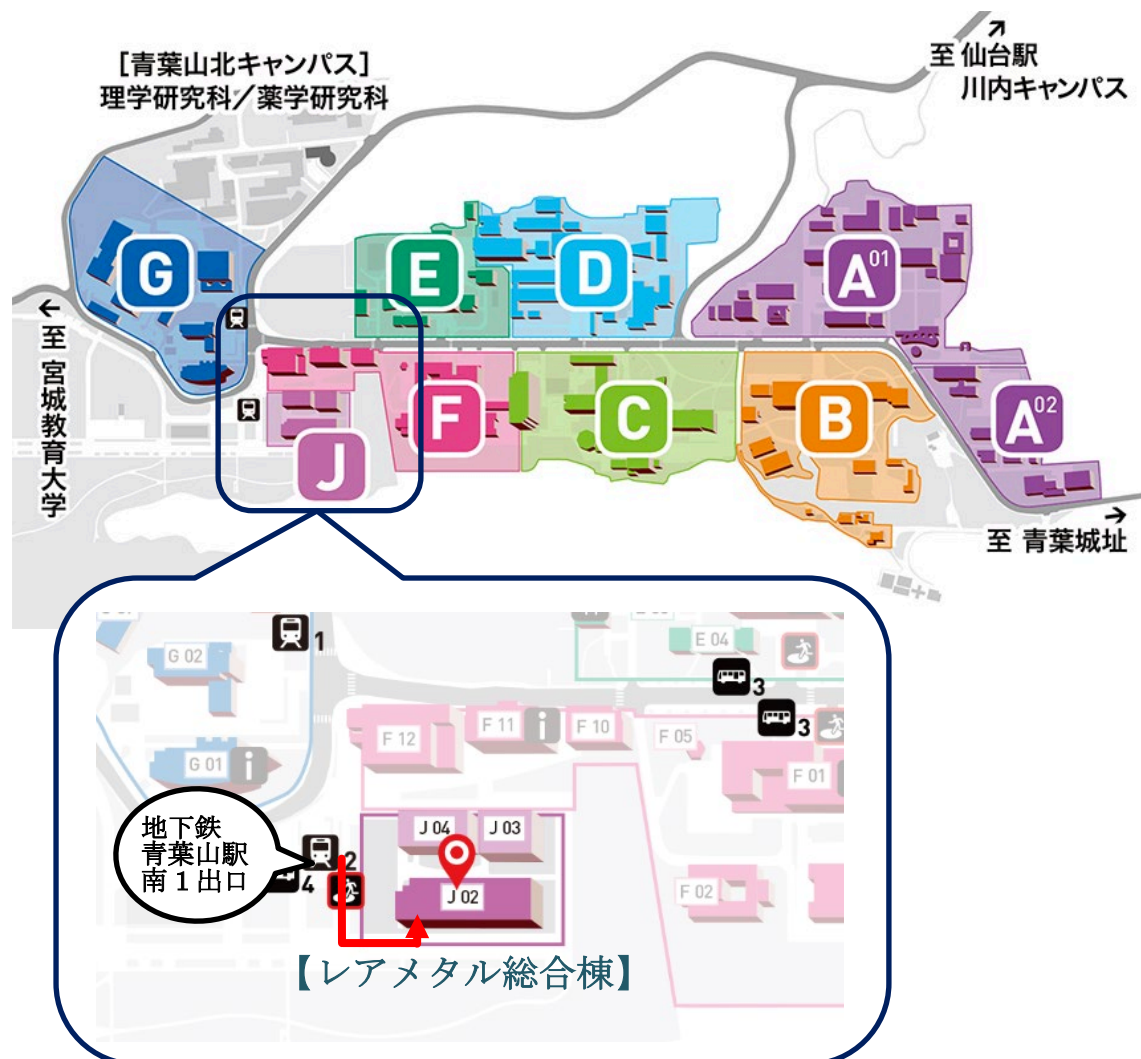 [青葉山北キャンパス]
理学研究科/薬学研究科
↗
至 仙台駅
川内キャンパス
G
E
D
A01
←
至 宮城教育大学
J
F
C
B
A02
→
至 青葉城址
1
G 02
E 04
3
3
F 12
F 11
i
F 10
F 05
G 01
i
F 01
地下鉄
青葉山駅
南1出口
2
4
J 04
J 03
J 02
F 02
【レアメタル総合棟】